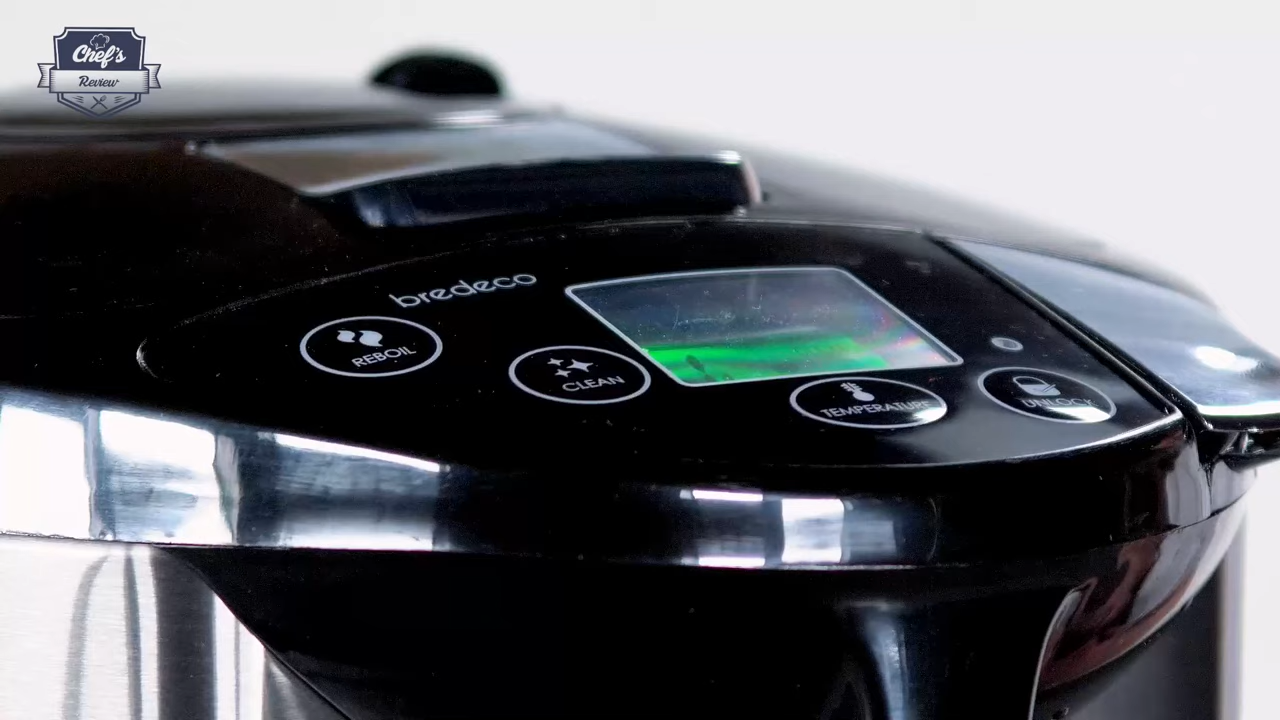 Chef's
Review
bredeco
REBOIL
CLEAN
TEMPERATURE
UNLOCK